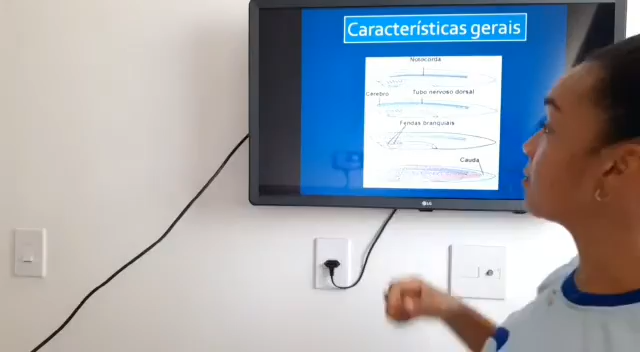 Características gerais
Notocorda
Cérebro
Tubo nervoso dorsal
Fendas branquiais
Cauda
LG